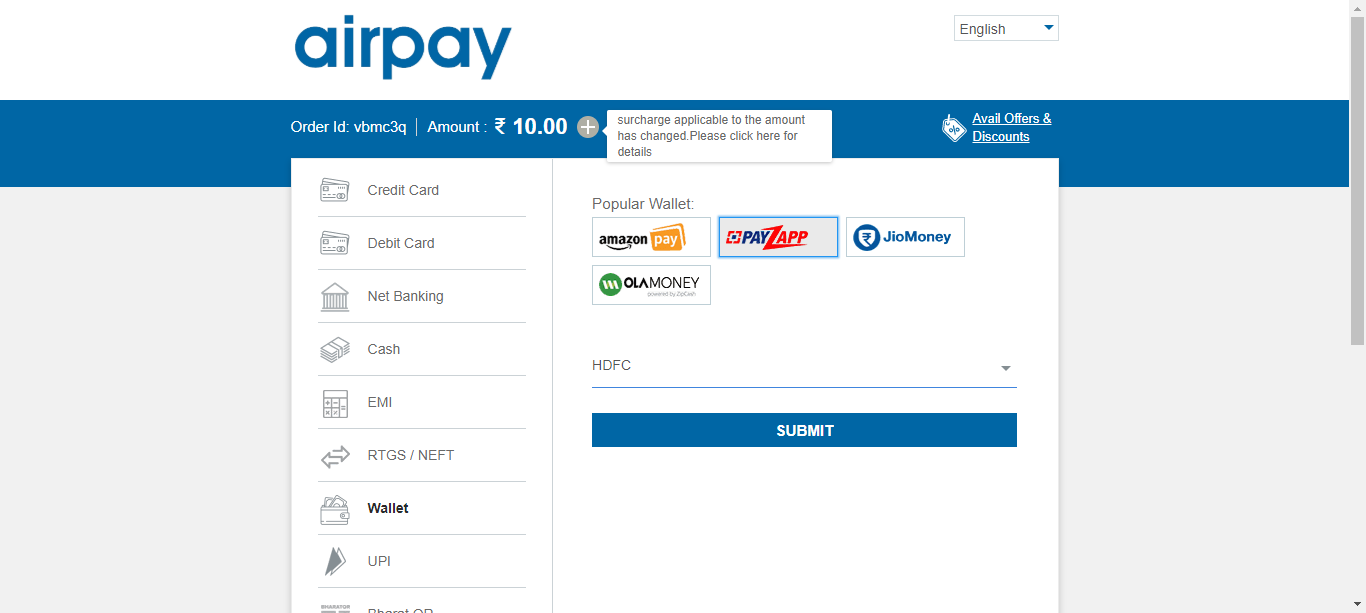 airpay
English
Order Id: vbmc3q
Amount : ₹ 10.00
surcharge applicable to the amount
has changed.Please click here for
details
Avail Offers &
Discounts
Credit Card
Debit Card
Net Banking
Cash
EMI
RTGS / NEFT
Wallet
UPI
Bharat QR
Popular Wallet:
amazon pay
PAYZAPP
JioMoney
OLAMONEY
powered by ZipCash
HDFC
SUBMIT